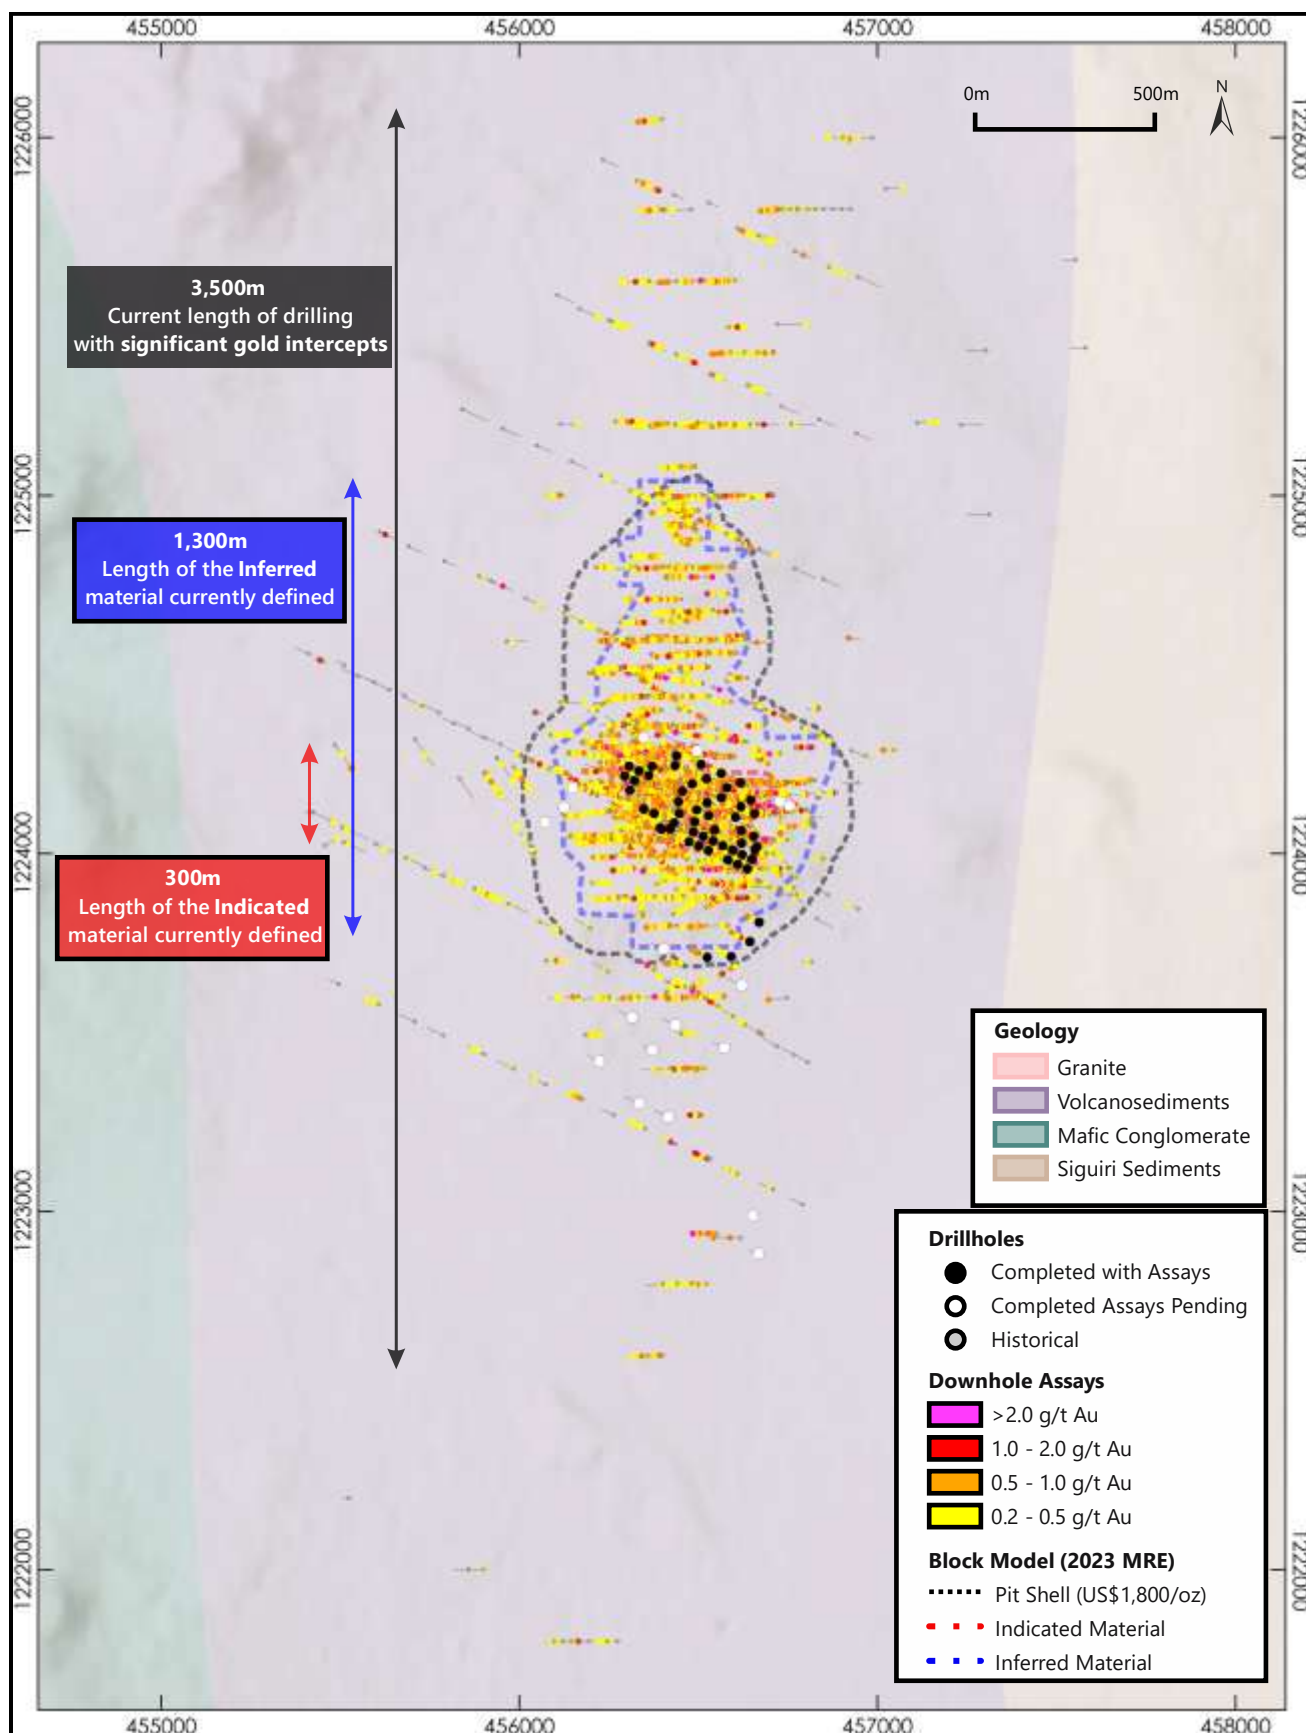 455000
456000
457000
458000
0m
500m
N
1226000
1226000
3,500m
Current length of drilling
with significant gold intercepts
1225000
1225000
1,300m
Length of the Inferred
material currently defined
1224000
1224000
300m
Length of the Indicated
material currently defined
Geology
Granite
Volcanosediments
Mafic Conglomerate
Siguiri Sediments
1223000
1223000
Drillholes
Completed with Assays
Completed Assays Pending
Historical
Downhole Assays
>2.0 g/t Au
1.0 - 2.0 g/t Au
0.5 - 1.0 g/t Au
0.2 - 0.5 g/t Au
Block Model (2023 MRE)
Pit Shell (US$1,800/oz)
Indicated Material
Inferred Material
1222000
1222000
455000
456000
457000
458000